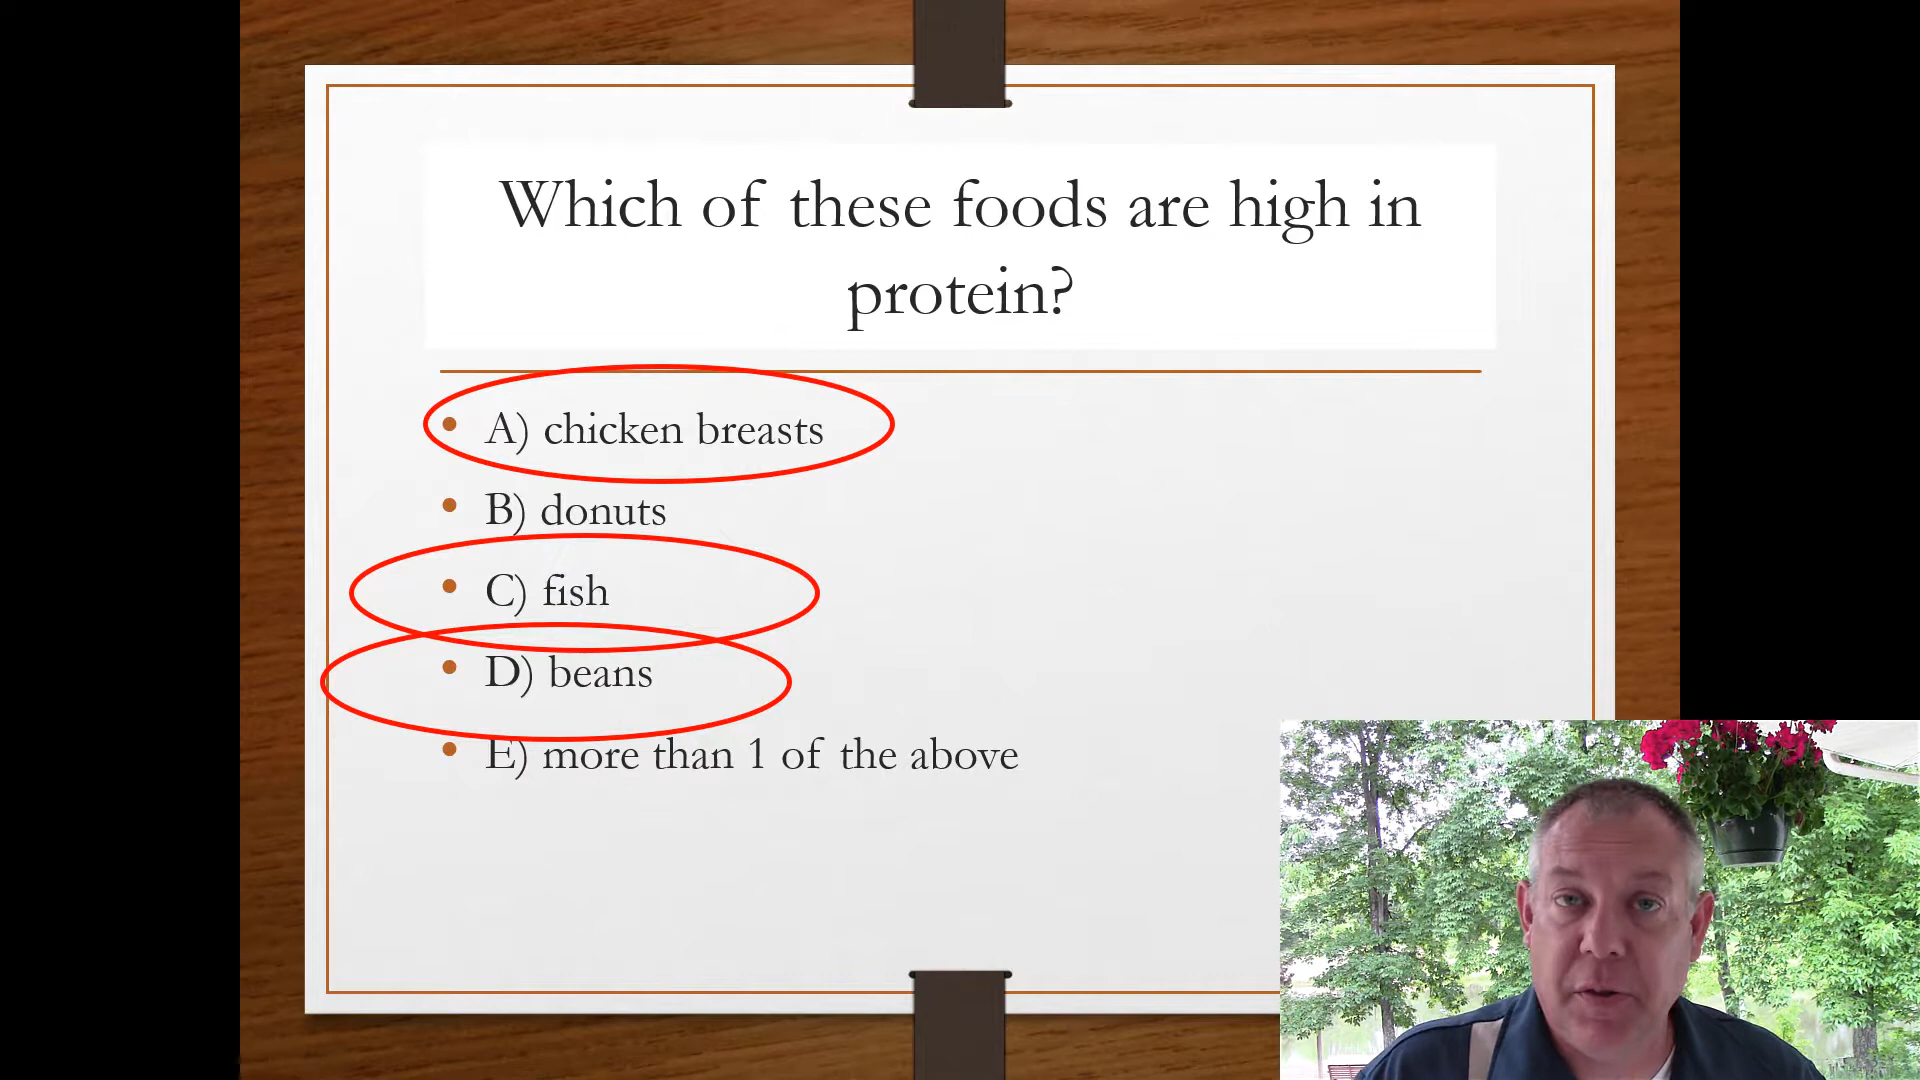 Which of these foods are high in
protein?
• A) chicken breasts
• B) donuts
• C) fish
• D) beans
• E) more than 1 of the above